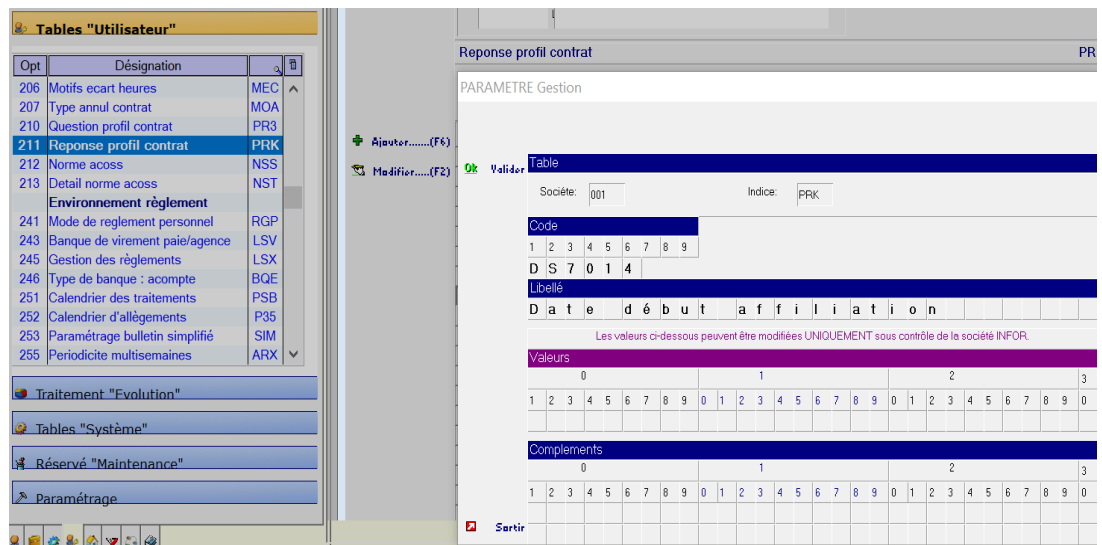 Tables "Utilisateur"
Opt Désignation
206 Motifs ecart heures MEC
207 Type annul contrat MOA
210 Question profil contrat PR3
211 Reponse profil contrat PRK
212 Norme acoss NSS
213 Detail norme acoss NST
Environnement règlement
241 Mode de reglement personnel RGP
243 Banque de virement paie/agence LSV
245 Gestion des règlements LSX
246 Type de banque : acompte BQE
251 Calendrier des traitements PSB
252 Calendrier d'allègements P35
253 Paramétrage bulletin simplifié SIM
255 Periodicite multisemaines ARX
Traitement "Evolution"
Tables "Système"
Réservé "Maintenance"
Paramétrage
Ajouter.......(F6)
Modifier.....(F2)
Reponse profil contrat PR
PARAMETRE Gestion
Ok Valider
Table
Sociéte: 001 Indice: PRK
Code
1 2 3 4 5 6 7 8 9
D S 7 0 1 4
Libellé
Date début affiliation
Les valeurs ci-dessous peuvent être modifiées UNIQUEMENT sous contrôle de la société INFOR.
Valeurs
0 1 2 3
1 2 3 4 5 6 7 8 9 0 1 2 3 4 5 6 7 8 9 0 1 2 3 4 5 6 7 8 9 0
Complements
0 1 2 3
1 2 3 4 5 6 7 8 9 0 1 2 3 4 5 6 7 8 9 0 1 2 3 4 5 6 7 8 9 0
Sortir